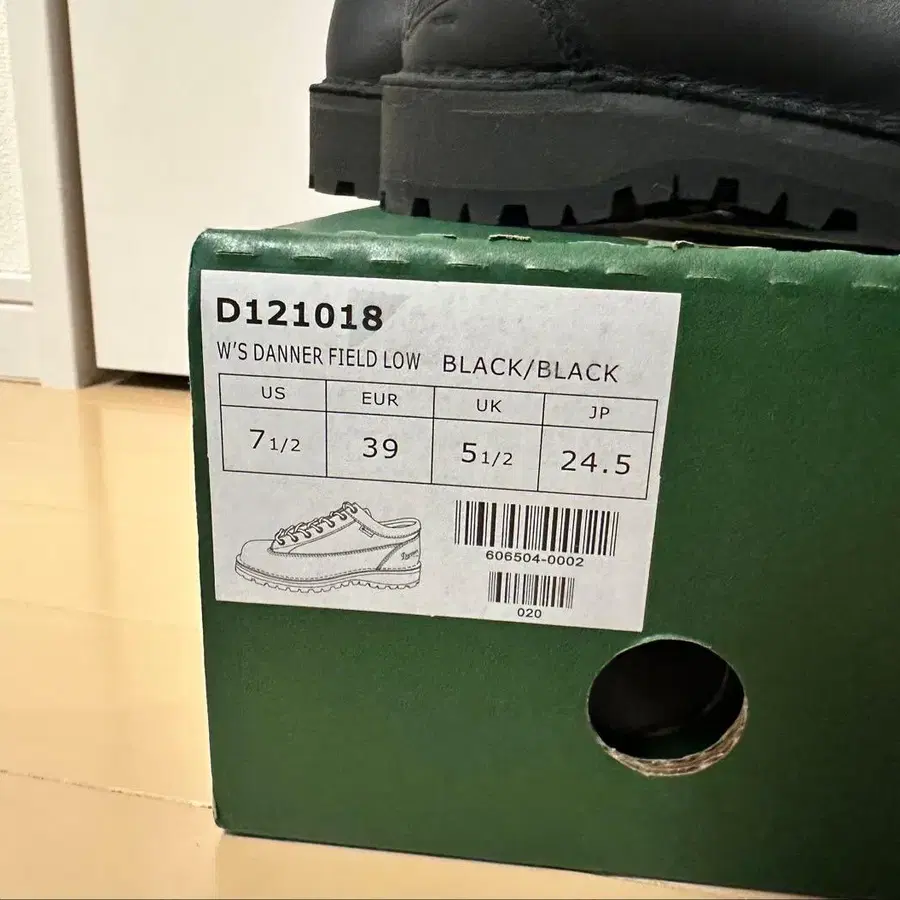 D121018
W'S DANNER FIELD LOW BLACK/BLACK
US EUR UK JP
7 1/2 39 5 1/2 24.5
606504-0002
020